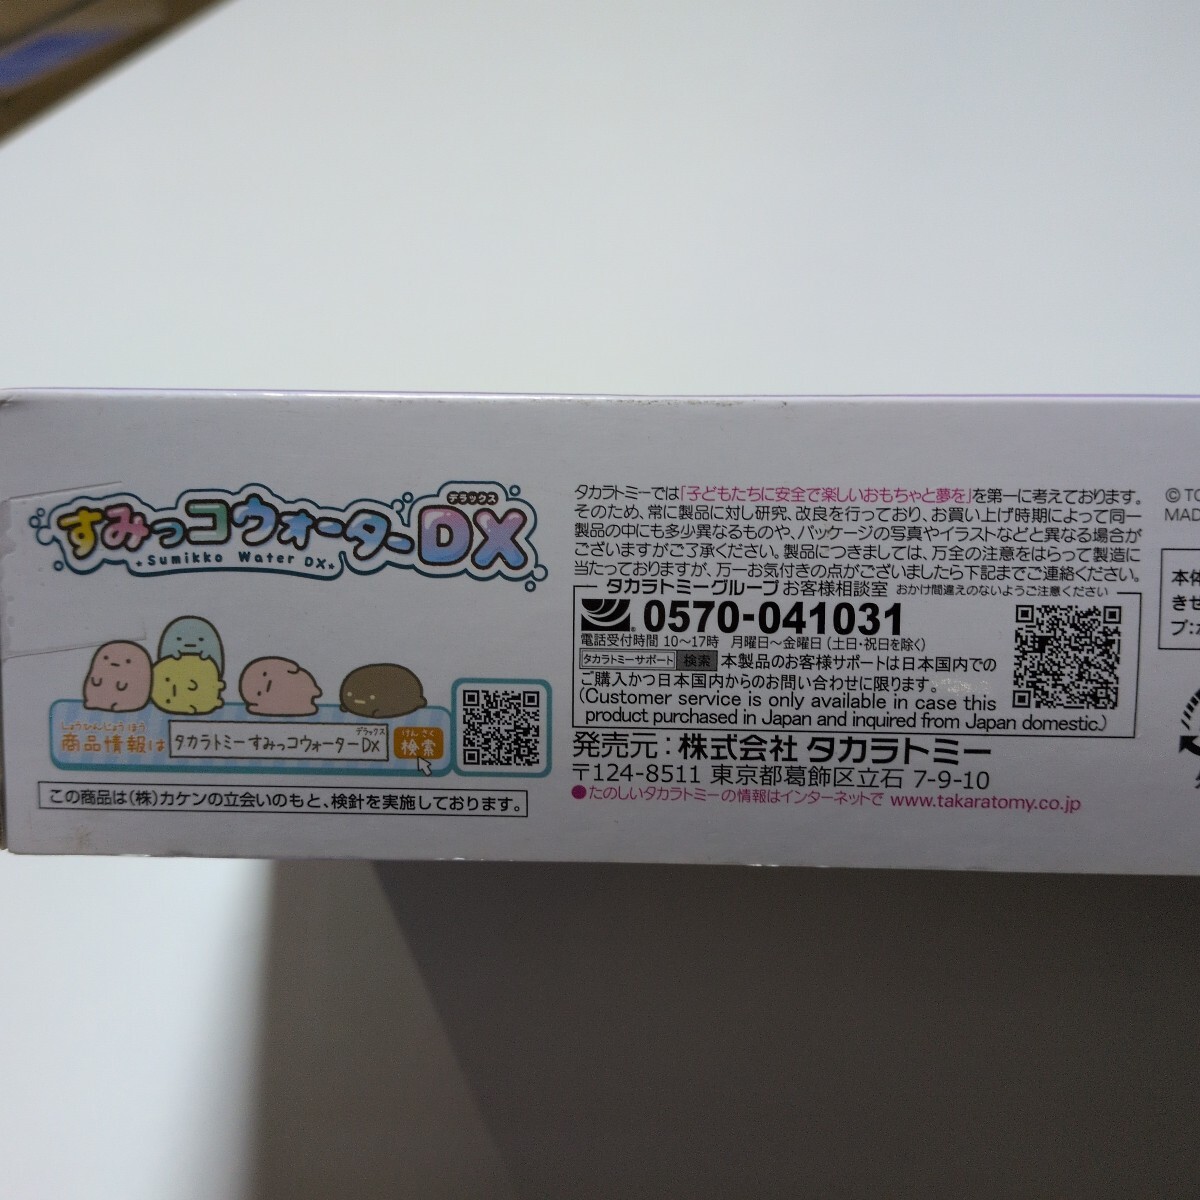 デラックス
すみっコウォーターDX
Sumikko Water DX
しょうひんじょうほう
商品情報は
デラックス
タカラトミー すみっコウォーターDX
けんさく
検索
この商品は(株)カケンの立会いのもと、検針を実施しております。
タカラトミーでは「子どもたちに安全で楽しいおもちゃと夢を」を第一に考えております。
そのため、常に製品に対し研究、改良を行っており、お買い上げ時期によって同一
製品の中にも多少異なるものや、パッケージの写真やイラストなどと異なる場合が
ございますがご了承ください。製品につきましては、万全の注意をはらって製造に
当たっておりますが、万一お気付きの点がございましたら下記までご連絡ください。
タカラトミーグループ お客様相談室 おかけ間違えのないようご注意ください
0570-041031
電話受付時間 10〜17時 月曜日〜金曜日(土日・祝日を除く)
タカラトミーサポート 検索 本製品のお客様サポートは日本国内での
ご購入かつ日本国内からのお問い合わせに限ります。
(Customer service is only available in case this
product purchased in Japan and inquired from Japan domestic.)
発売元:株式会社 タカラトミー
〒124-8511 東京都葛飾区立石 7-9-10
●たのしいタカラトミーの情報はインターネットで www.takaratomy.co.jp
© TO
MAD
本体
きせ
プ: